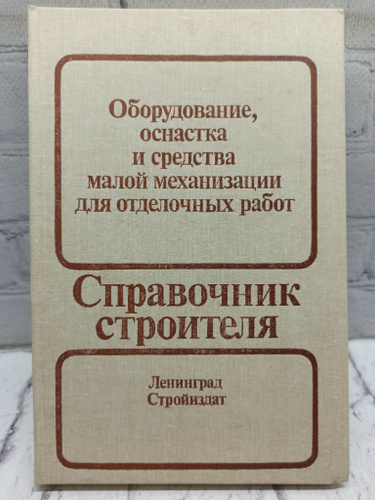 Оборудование,
оснастка
и средства
малой механизации
для отделочных работ
Справочник
строителя
Ленинград
Стройиздат